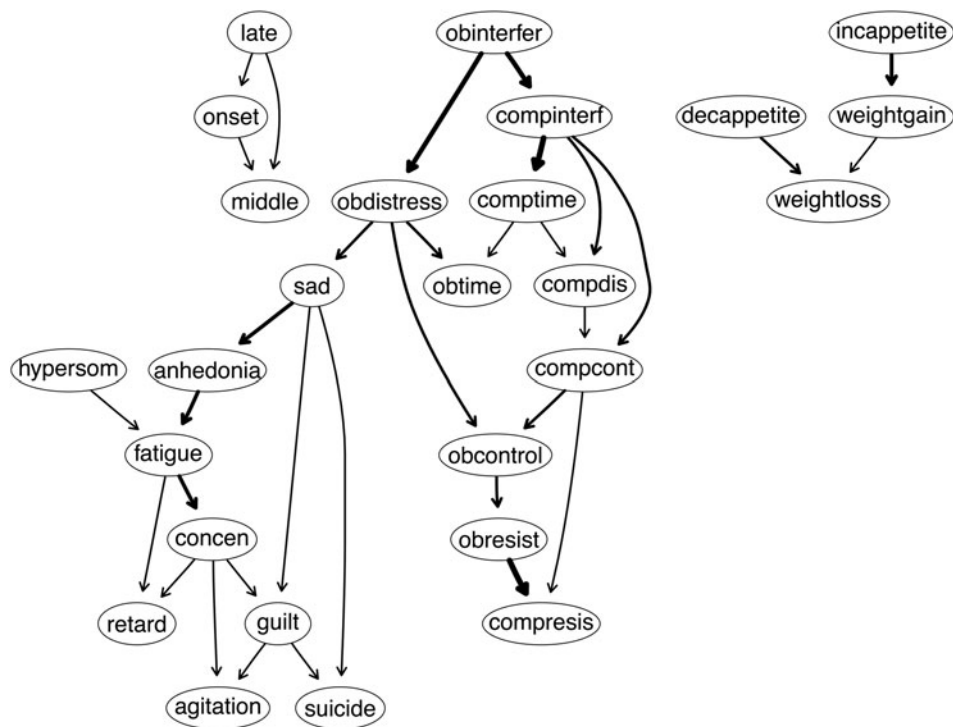 late
obinterfer
incappetite
onset
compinterf
decappetite
weightgain
middle
obdistress
comptime
weightloss
sad
obtime
compdis
hypersom
anhedonia
compcont
fatigue
obcontrol
concen
obresist
retard
guilt
compresis
agitation
suicide